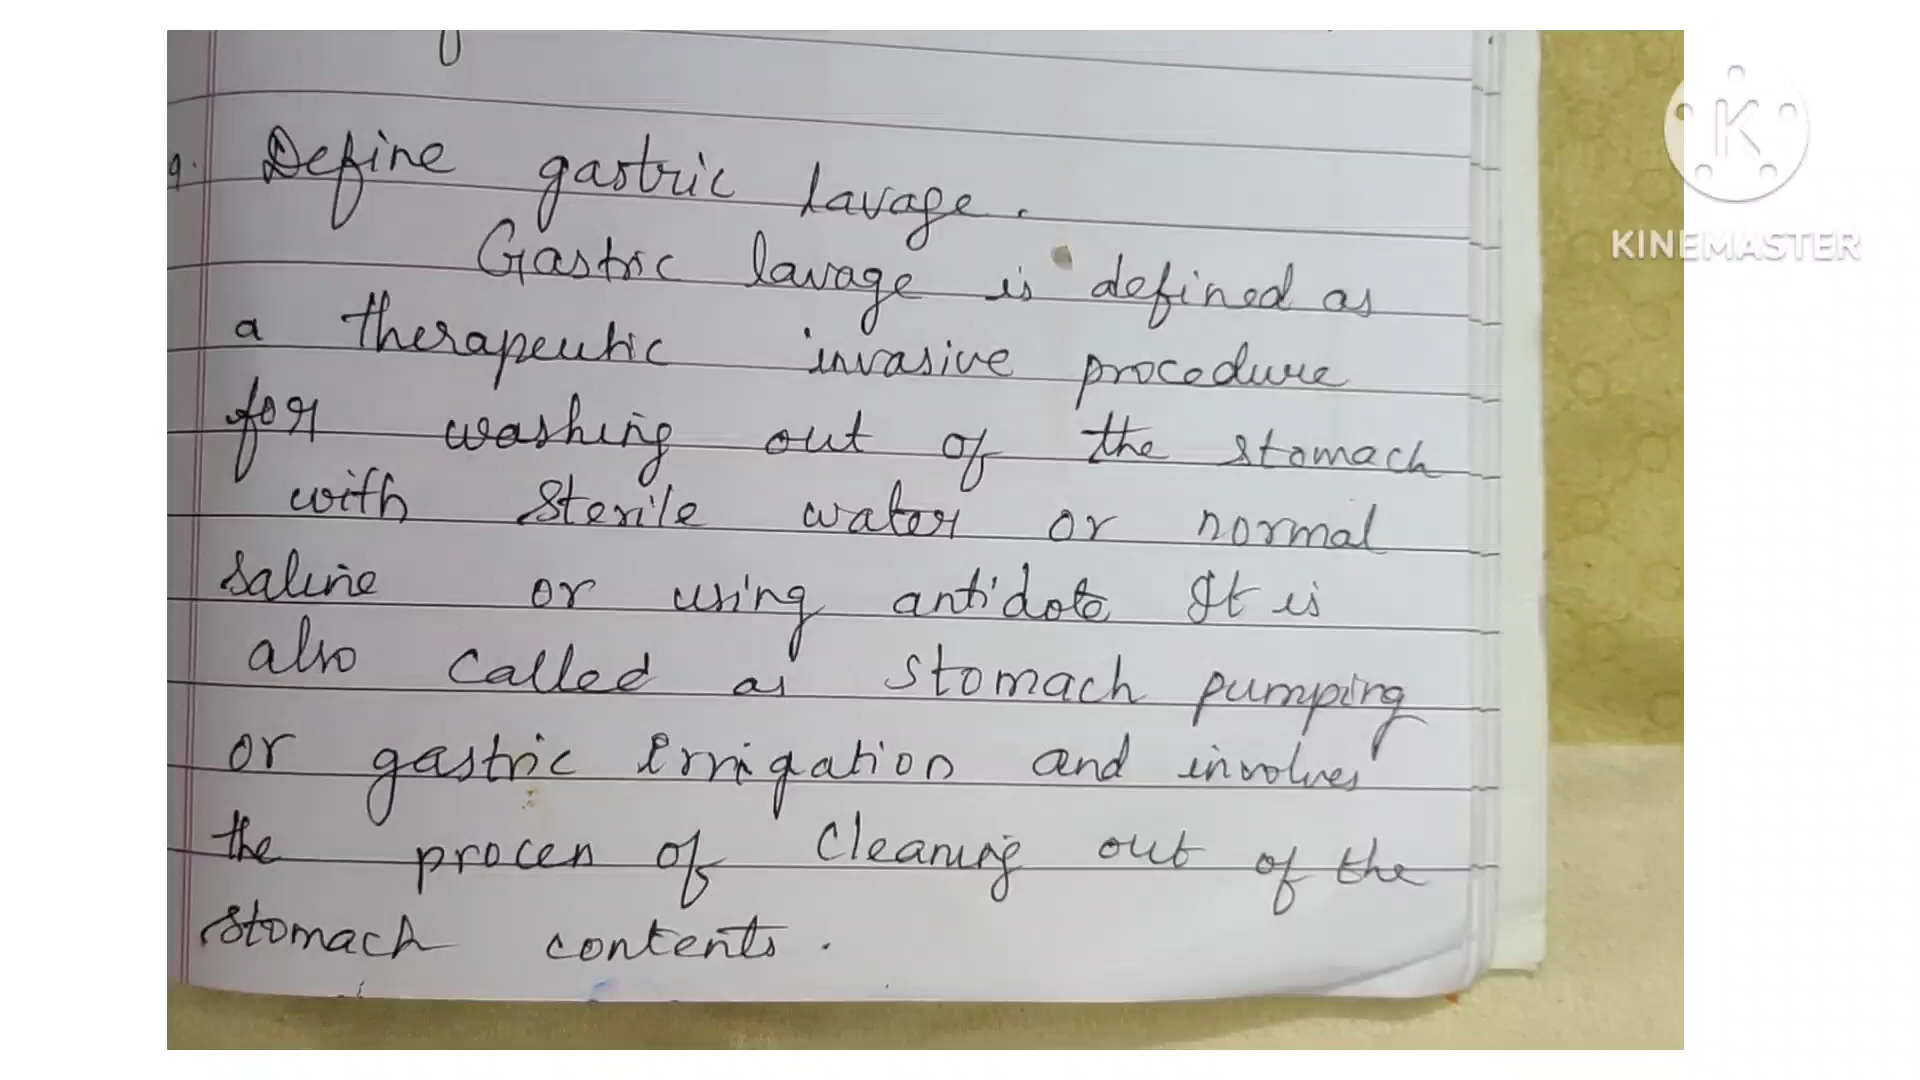 9. Define gastric lavage.
Gastric lavage is defined as
a therapeutic invasive procedure
for washing out of the stomach
with sterile water or normal
saline or using antidote It is
also called as stomach pumping
or gastric irrigation and involves
the process of cleaning out of the
stomach contents.
K
KINEMASTER